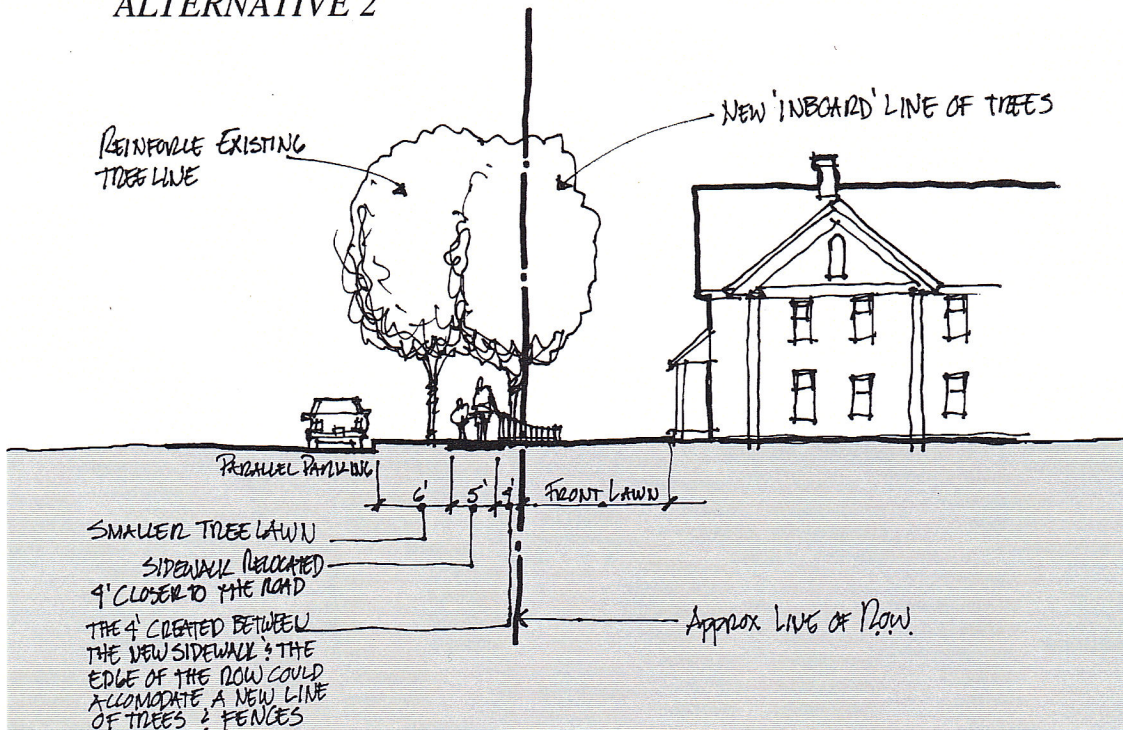 ALTERNATIVE 2
NEW 'INBOARD' LINE OF TREES
REINFORCE EXISTING
TREE LINE
PARALLEL PARKING
6' 5' 4' FRONT LAWN
SMALLER TREE LAWN
SIDEWALK RELOCATED
4' CLOSER TO THE ROAD
THE 4' CREATED BETWEEN
THE NEW SIDEWALK & THE
EDGE OF THE ROW COULD
ACCOMODATE A NEW LINE
OF TREES & FENCES
Approx LINE OF R.O.W.